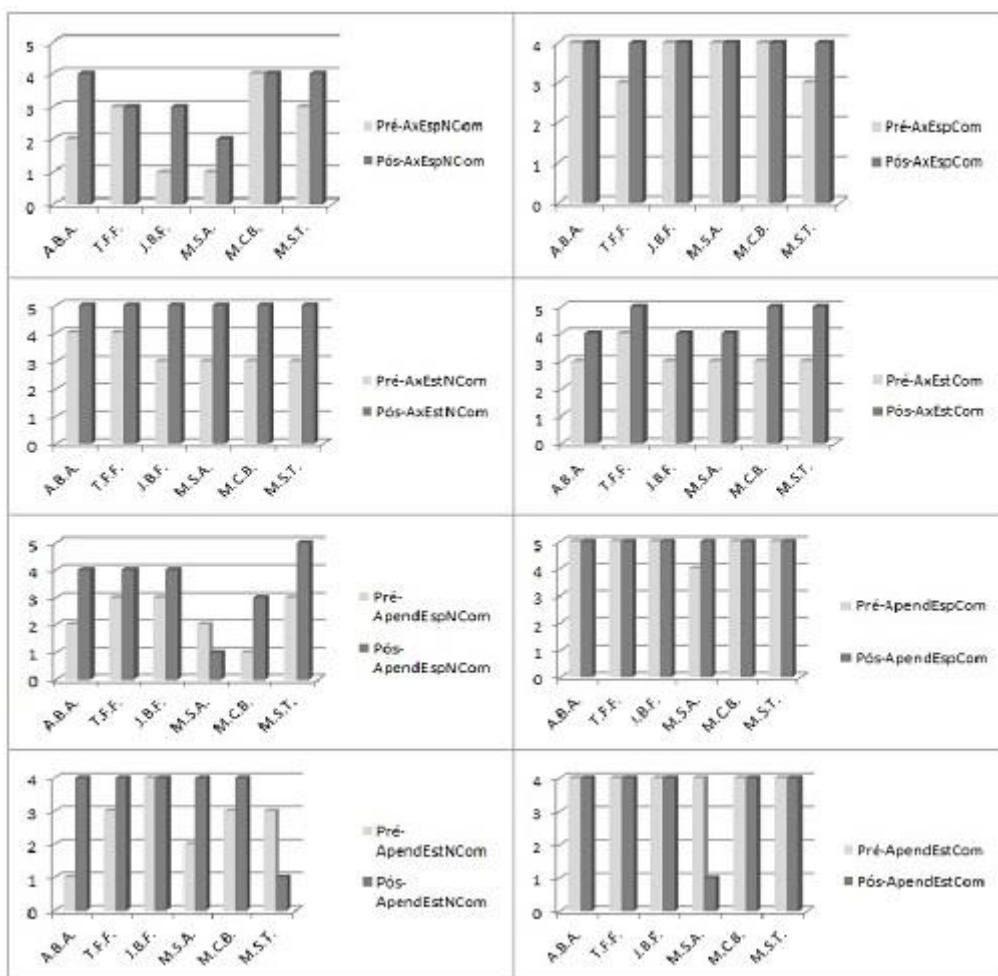 5
4
3
2
1
0
A.B.A.
T.F.F.
J.B.F.
M.S.A.
M.C.B.
M.S.T.
Pré-AxEspNCom
Pós-AxEspNCom
4
3
2
1
0
A.B.A.
T.F.F.
J.B.F.
M.S.A.
M.C.B.
M.S.T.
Pré-AxEspCom
Pós-AxEspCom
5
4
3
2
1
0
A.B.A.
T.F.F.
J.B.F.
M.S.A.
M.C.B.
M.S.T.
Pré-AxEstNCom
Pós-AxEstNCom
5
4
3
2
1
0
A.B.A.
T.F.F.
J.B.F.
M.S.A.
M.C.B.
M.S.T.
Pré-AxEstCom
Pós-AxEstCom
5
4
3
2
1
0
A.B.A.
T.F.F.
J.B.F.
M.S.A.
M.C.B.
M.S.T.
Pré-
ApendEspNCom
Pós-
ApendEspNCom
5
4
3
2
1
0
A.B.A.
T.F.F.
J.B.F.
M.S.A.
M.C.B.
M.S.T.
Pré-ApendEspCom
Pós-ApendEspCom
4
3
2
1
0
A.B.A.
T.F.F.
J.B.F.
M.S.A.
M.C.B.
M.S.T.
Pré-
ApendEstNCom
Pós-
ApendEstNCom
4
3
2
1
0
A.B.A.
T.F.F.
J.B.F.
M.S.A.
M.C.B.
M.S.T.
Pré-ApendEstCom
Pós-ApendEstCom